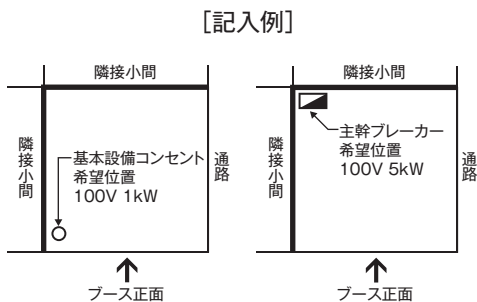 ［記入例］
隣接小間
隣接小間
基本設備コンセント
希望位置
100V 1kW
通路
ブース正面
隣接小間
隣接小間
主幹ブレーカー
希望位置
100V 5kW
通路
ブース正面